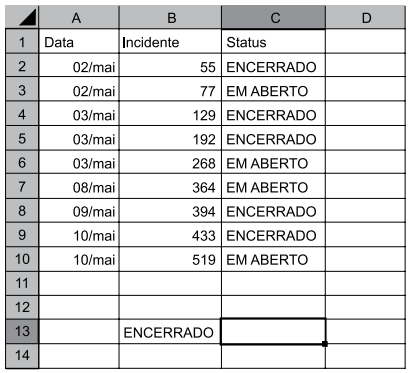 A B C D
1 Data Incidente Status
2 02/mai 55 ENCERRADO
3 02/mai 77 EM ABERTO
4 03/mai 129 ENCERRADO
5 03/mai 192 ENCERRADO
6 03/mai 268 EM ABERTO
7 08/mai 364 EM ABERTO
8 09/mai 394 ENCERRADO
9 10/mai 433 ENCERRADO
10 10/mai 519 EM ABERTO
11
12
13 ENCERRADO
14